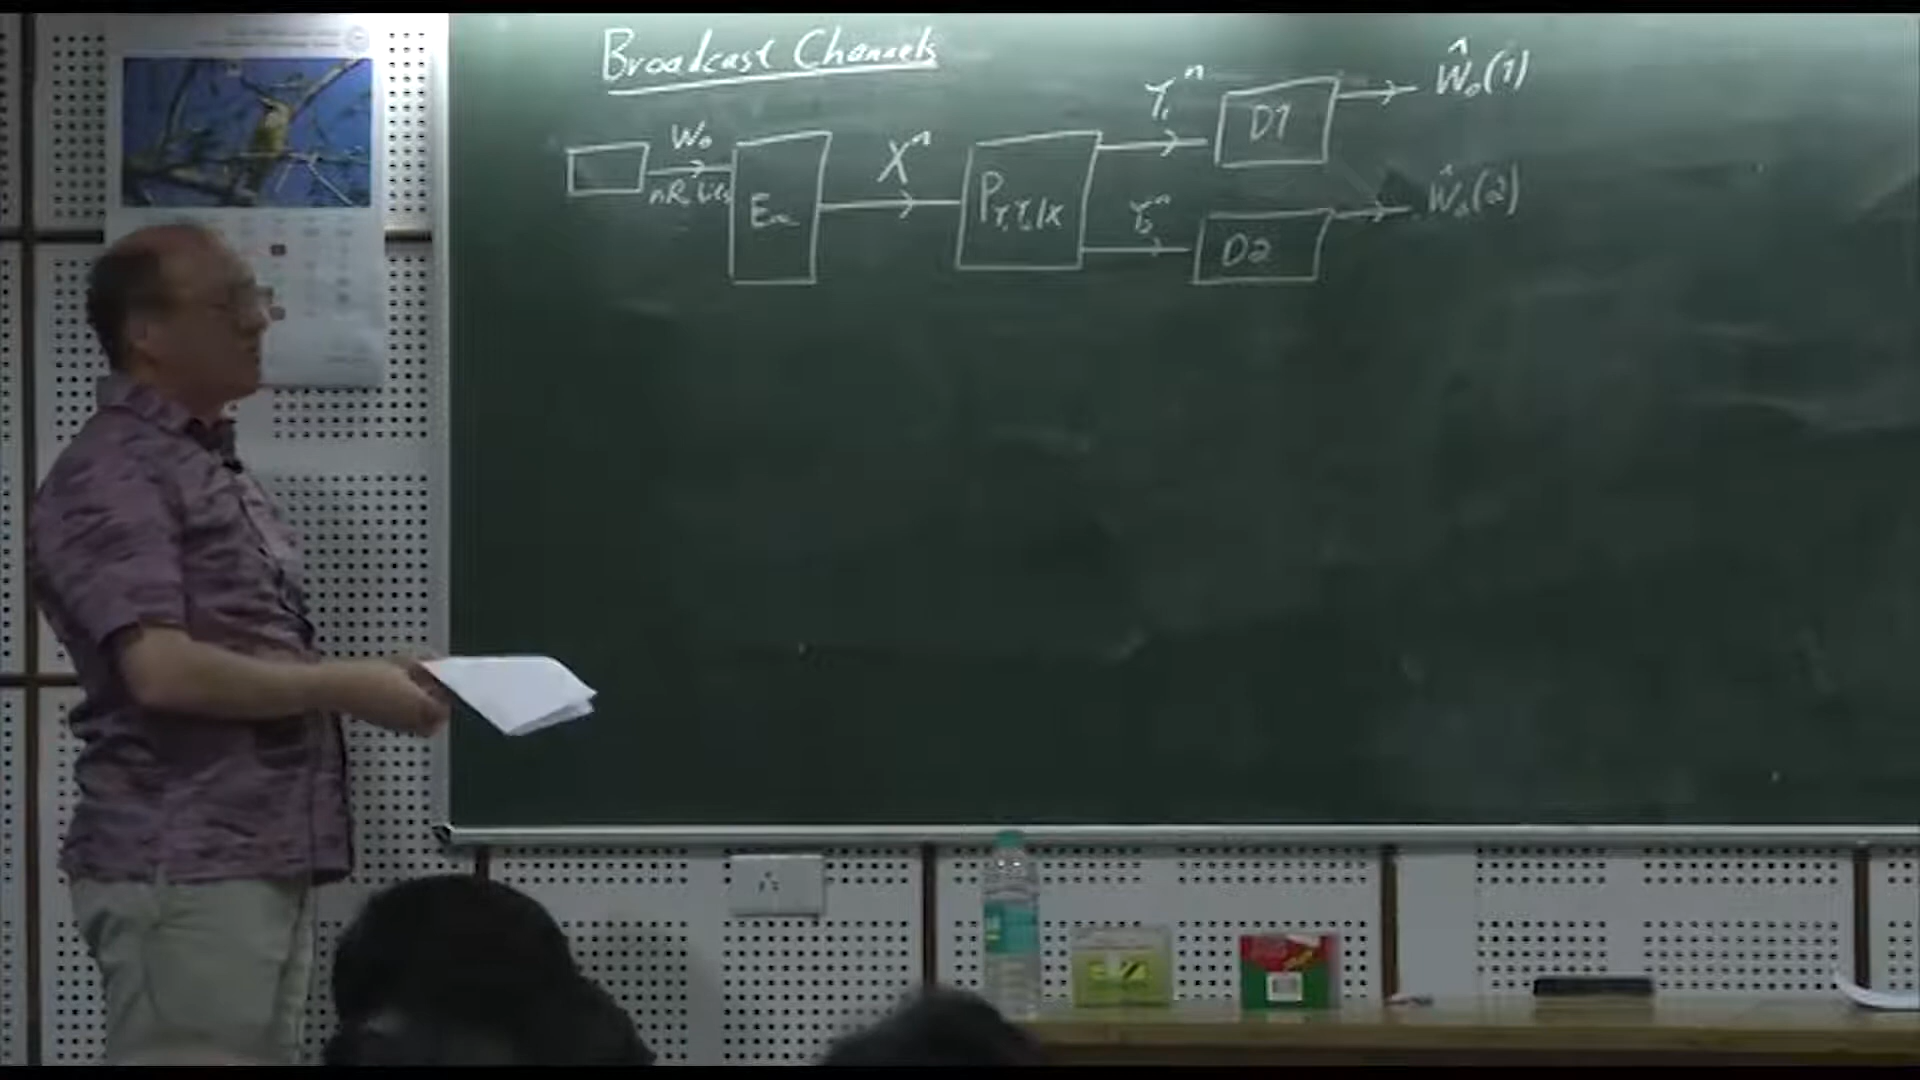 Broadcast Channels
W₀
nR bits
Enc
Xⁿ
P_{Y₁Y₂|X}
Y₁ⁿ
D1
Ŵ₀(1)
Y₂ⁿ
D2
Ŵ₀(2)